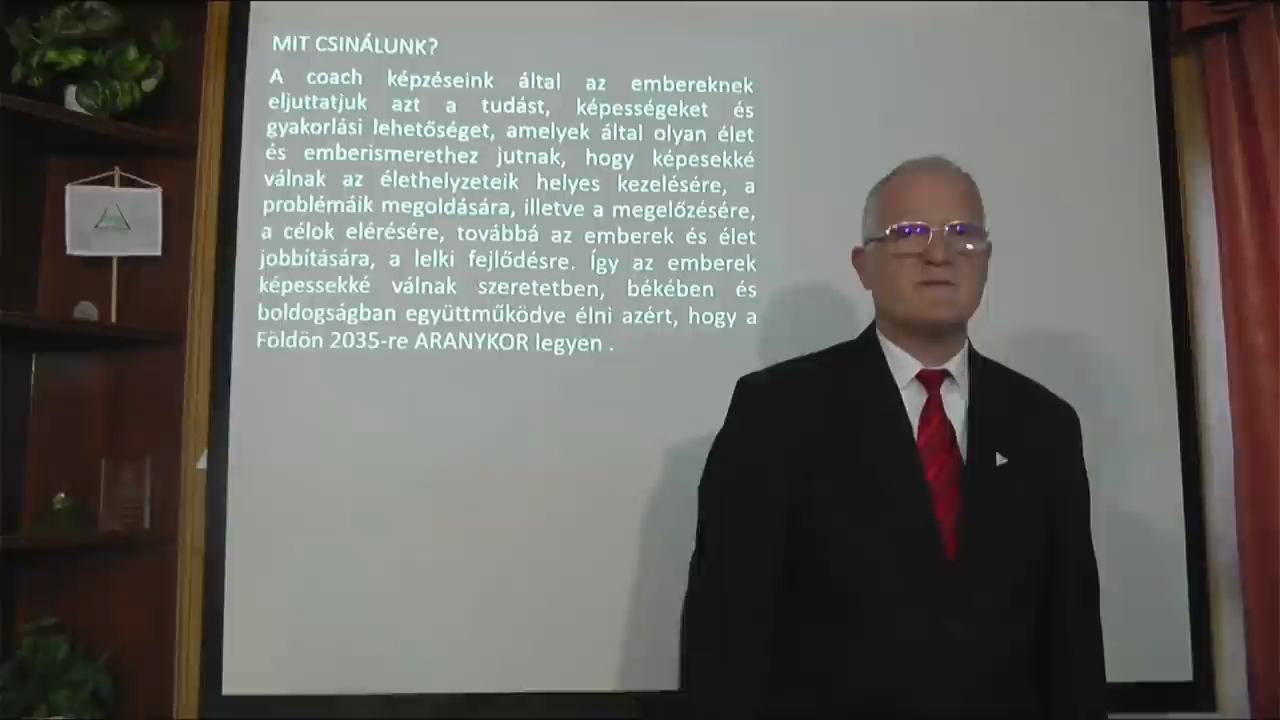 MIT CSINÁLUNK?
A coach képzéseink által az embereknek
eljuttatjuk azt a tudást, képességeket és
gyakorlási lehetőséget, amelyek által olyan élet
és emberismerethez jutnak, hogy képesekké
válnak az élethelyzeteik helyes kezelésére, a
problémáik megoldására, illetve a megelőzésére,
a célok elérésére, továbbá az emberek és élet
jobbítására, a lelki fejlődésre. Így az emberek
képessekké válnak szeretetben, békében és
boldogságban együttműködve élni azért, hogy a
Földön 2035-re ARANYKOR legyen .